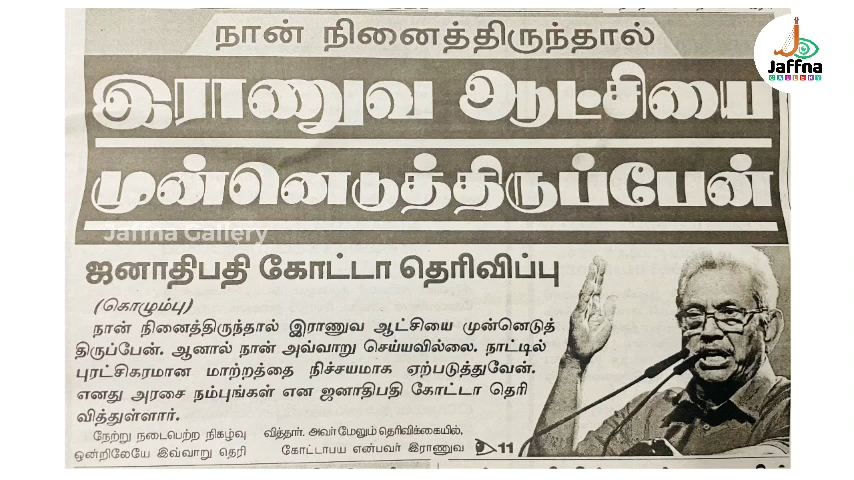 Jaffna
GALLERY
நான் நினைத்திருந்தால்
இராணுவ ஆட்சியை
முன்னெடுத்திருப்பேன்
Jaffna Gallery
ஜனாதிபதி கோட்டா தெரிவிப்பு
(கொழும்பு)
நான் நினைத்திருந்தால் இராணுவ ஆட்சியை முன்னெடுத்
திருப்பேன். ஆனால் நான் அவ்வாறு செய்யவில்லை. நாட்டில்
புரட்சிகரமான மாற்றத்தை நிச்சயமாக ஏற்படுத்துவேன்.
எனது அரசை நம்புங்கள் என ஜனாதிபதி கோட்டா தெரி
வித்துள்ளார்.
நேற்று நடைபெற்ற நிகழ்வு
ஒன்றிலேயே இவ்வாறு தெரி
வித்தார். அவர் மேலும் தெரிவிக்கையில்,
கோட்டாபய என்பவர் இராணுவ 11